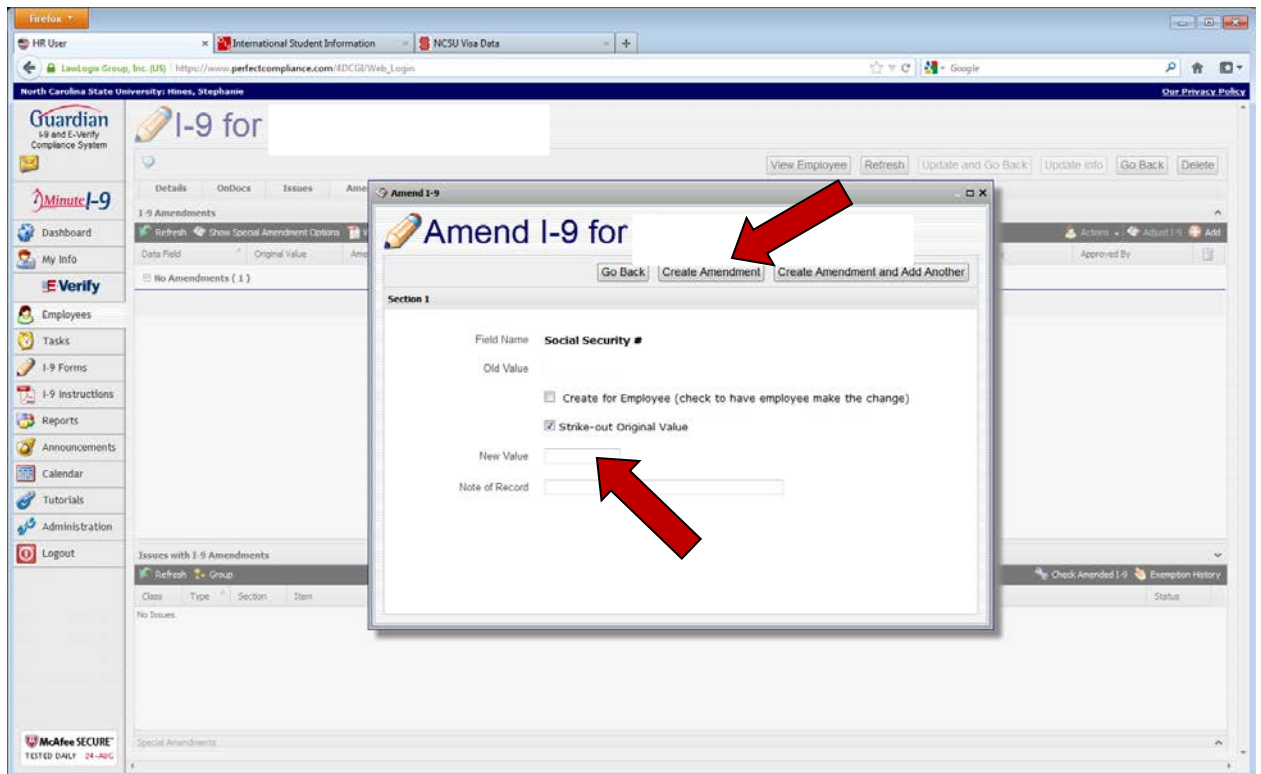 Firefox
HR User
International Student Information
NCSU Visa Data
LawLogix Group, Inc. (US) https://www.perfectcompliance.com/4DCGI/Web_Login
Google
North Carolina State University: Hines, Stephanie
Our Privacy Policy
Guardian
I-9 and E-Verify
Compliance System
I-9 for
View Employee Refresh Update and Go Back Update Info Go Back Delete
Minute I-9
Details OnDocs Issues Ame
I-9 Amendments
Refresh Show Special Amendment Options
Actions Adjust I-9 Add
Data Field Original Value Ame
Approved By
No Amendments ( 1 )
Dashboard
My Info
E Verify
Employees
Tasks
I-9 Forms
I-9 Instructions
Reports
Announcements
Calendar
Tutorials
Administration
Logout
Amend I-9
Amend I-9 for
Go Back Create Amendment Create Amendment and Add Another
Section 1
Field Name Social Security #
Old Value
Create for Employee (check to have employee make the change)
Strike-out Original Value
New Value
Note of Record
Issues with I-9 Amendments
Refresh Group
Check Amended I-9 Exemption History
Class Type Section Item
Status
No Issues
McAfee SECURE
TESTED DAILY 24-AUG
Special Amendments